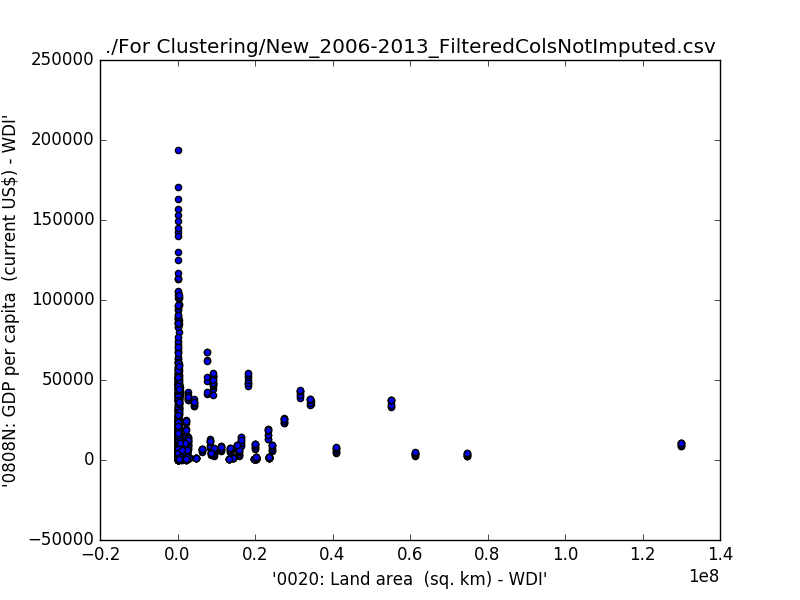 ./For Clustering/New_2006-2013_FilteredColsNotImputed.csv
250000
200000
150000
100000
50000
0
−50000
'0808N: GDP per capita  (current US$) - WDI'
−0.2 0.0 0.2 0.4 0.6 0.8 1.0 1.2 1.4
1e8
'0020: Land area  (sq. km) - WDI'